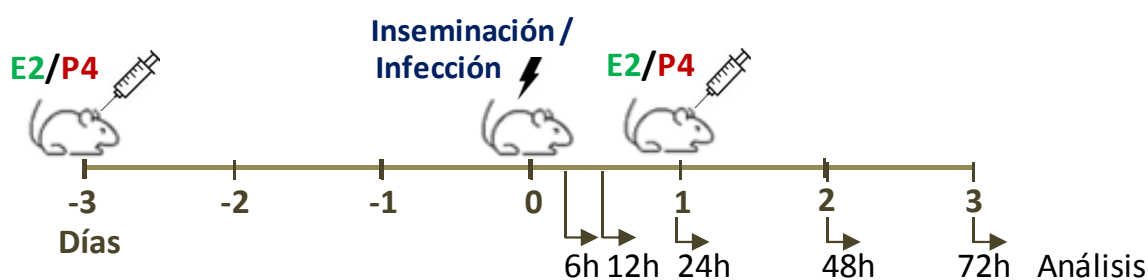 Inseminación /
Infección
E2/P4
E2/P4
-3
-2
-1
0
1
2
3
Días
6h
12h
24h
48h
72h
Análisis